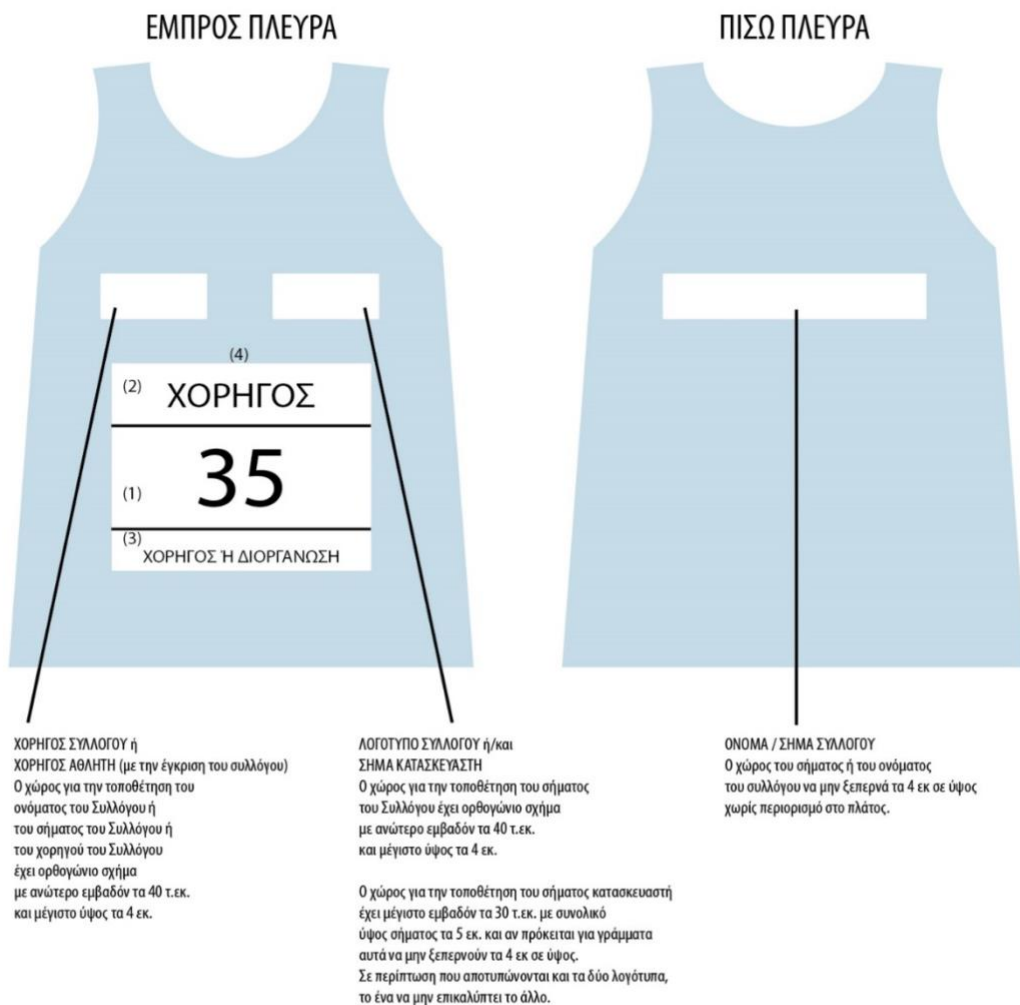 ΕΜΠΡΟΣ ΠΛΕΥΡΑ
ΠΙΣΩ ΠΛΕΥΡΑ
(4)
(2) ΧΟΡΗΓΟΣ
(1) 35
(3)
ΧΟΡΗΓΟΣ Ή ΔΙΟΡΓΑΝΩΣΗ
ΧΟΡΗΓΟΣ ΣΥΛΛΟΓΟΥ ή
ΧΟΡΗΓΟΣ ΑΘΛΗΤΗ (με την έγκριση του συλλόγου)
Ο χώρος για την τοποθέτηση του
ονόματος του Συλλόγου ή
του σήματος του Συλλόγου ή
του χορηγού του Συλλόγου
έχει ορθογώνιο σχήμα
με ανώτερο εμβαδόν τα 40 τ.εκ.
και μέγιστο ύψος τα 4 εκ.
ΛΟΓΟΤΥΠΟ ΣΥΛΛΟΓΟΥ ή/και
ΣΗΜΑ ΚΑΤΑΣΚΕΥΑΣΤΗ
Ο χώρος για την τοποθέτηση του σήματος
του Συλλόγου έχει ορθογώνιο σχήμα
με ανώτερο εμβαδόν τα 40 τ.εκ.
και μέγιστο ύψος τα 4 εκ.
Ο χώρος για την τοποθέτηση του σήματος κατασκευαστή
έχει μέγιστο εμβαδόν τα 30 τ.εκ. με συνολικό
ύψος σήματος τα 5 εκ. και αν πρόκειται για γράμματα
αυτά να μην ξεπερνούν τα 4 εκ σε ύψος.
Σε περίπτωση που αποτυπώνονται και τα δύο λογότυπα,
το ένα να μην επικαλύπτει το άλλο.
ΟΝΟΜΑ / ΣΗΜΑ ΣΥΛΛΟΓΟΥ
Ο χώρος του σήματος ή του ονόματος
του συλλόγου να μην ξεπερνά τα 4 εκ σε ύψος
χωρίς περιορισμό στο πλάτος.